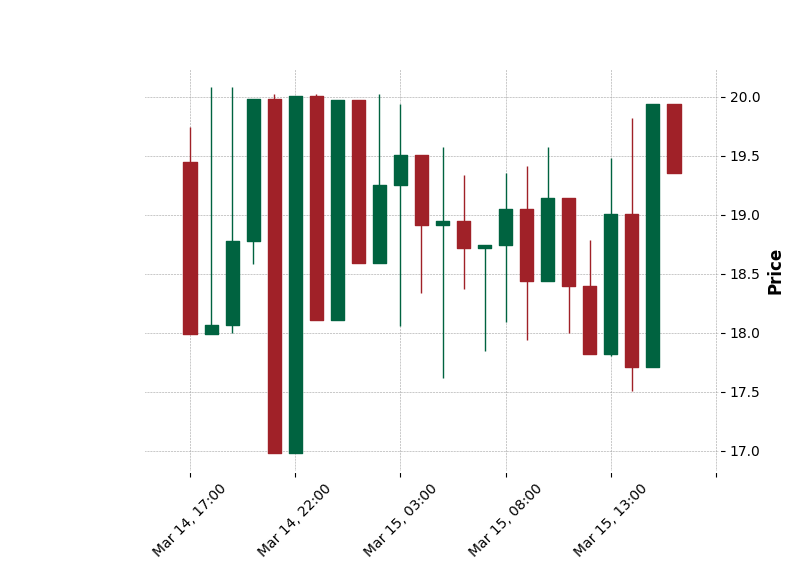 20.0
19.5
19.0
18.5
18.0
17.5
17.0
Price
Mar 14, 17:00
Mar 14, 22:00
Mar 15, 03:00
Mar 15, 08:00
Mar 15, 13:00